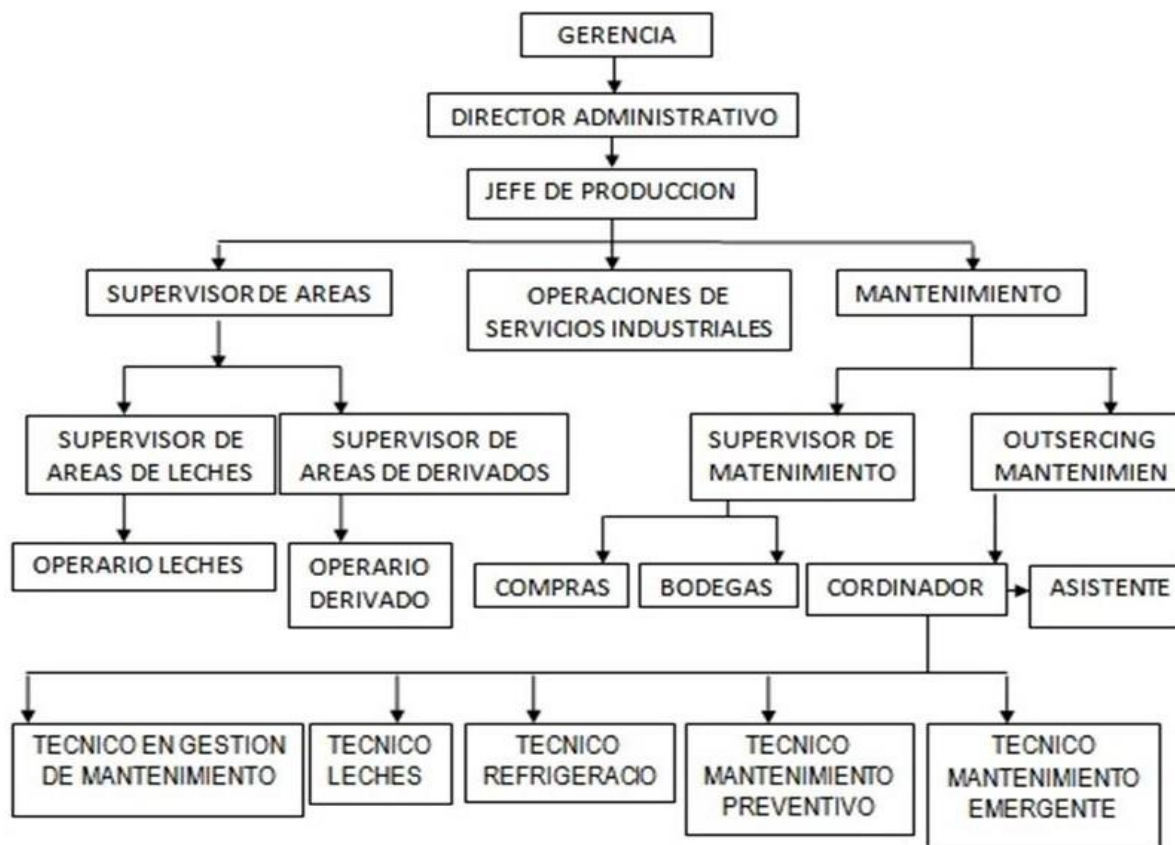 GERENCIA
DIRECTOR ADMINISTRATIVO
JEFE DE PRODUCCION
SUPERVISOR DE AREAS
OPERACIONES DE
SERVICIOS INDUSTRIALES
MANTENIMIENTO
SUPERVISOR DE
AREAS DE LECHES
SUPERVISOR DE
AREAS DE DERIVADOS
SUPERVISOR DE
MATENIMIENTO
OUTSERCING
MANTENIMIEN
OPERARIO LECHES
OPERARIO
DERIVADO
COMPRAS
BODEGAS
CORDINADOR
ASISTENTE
TECNICO EN GESTION
DE MANTENIMIENTO
TECNICO
LECHES
TECNICO
REFRIGERACIO
TECNICO
MANTENIMIENTO
PREVENTIVO
TECNICO
MANTENIMIENTO
EMERGENTE